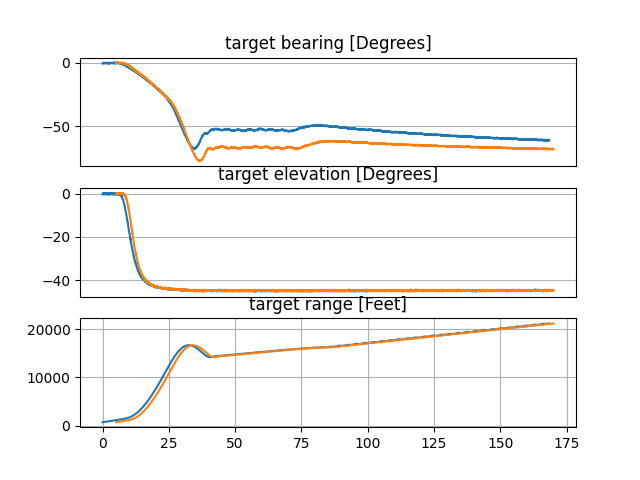 target bearing [Degrees]
0
−50
target elevation [Degrees]
0
−20
−40
target range [Feet]
20000
10000
0
0 25 50 75 100 125 150 175